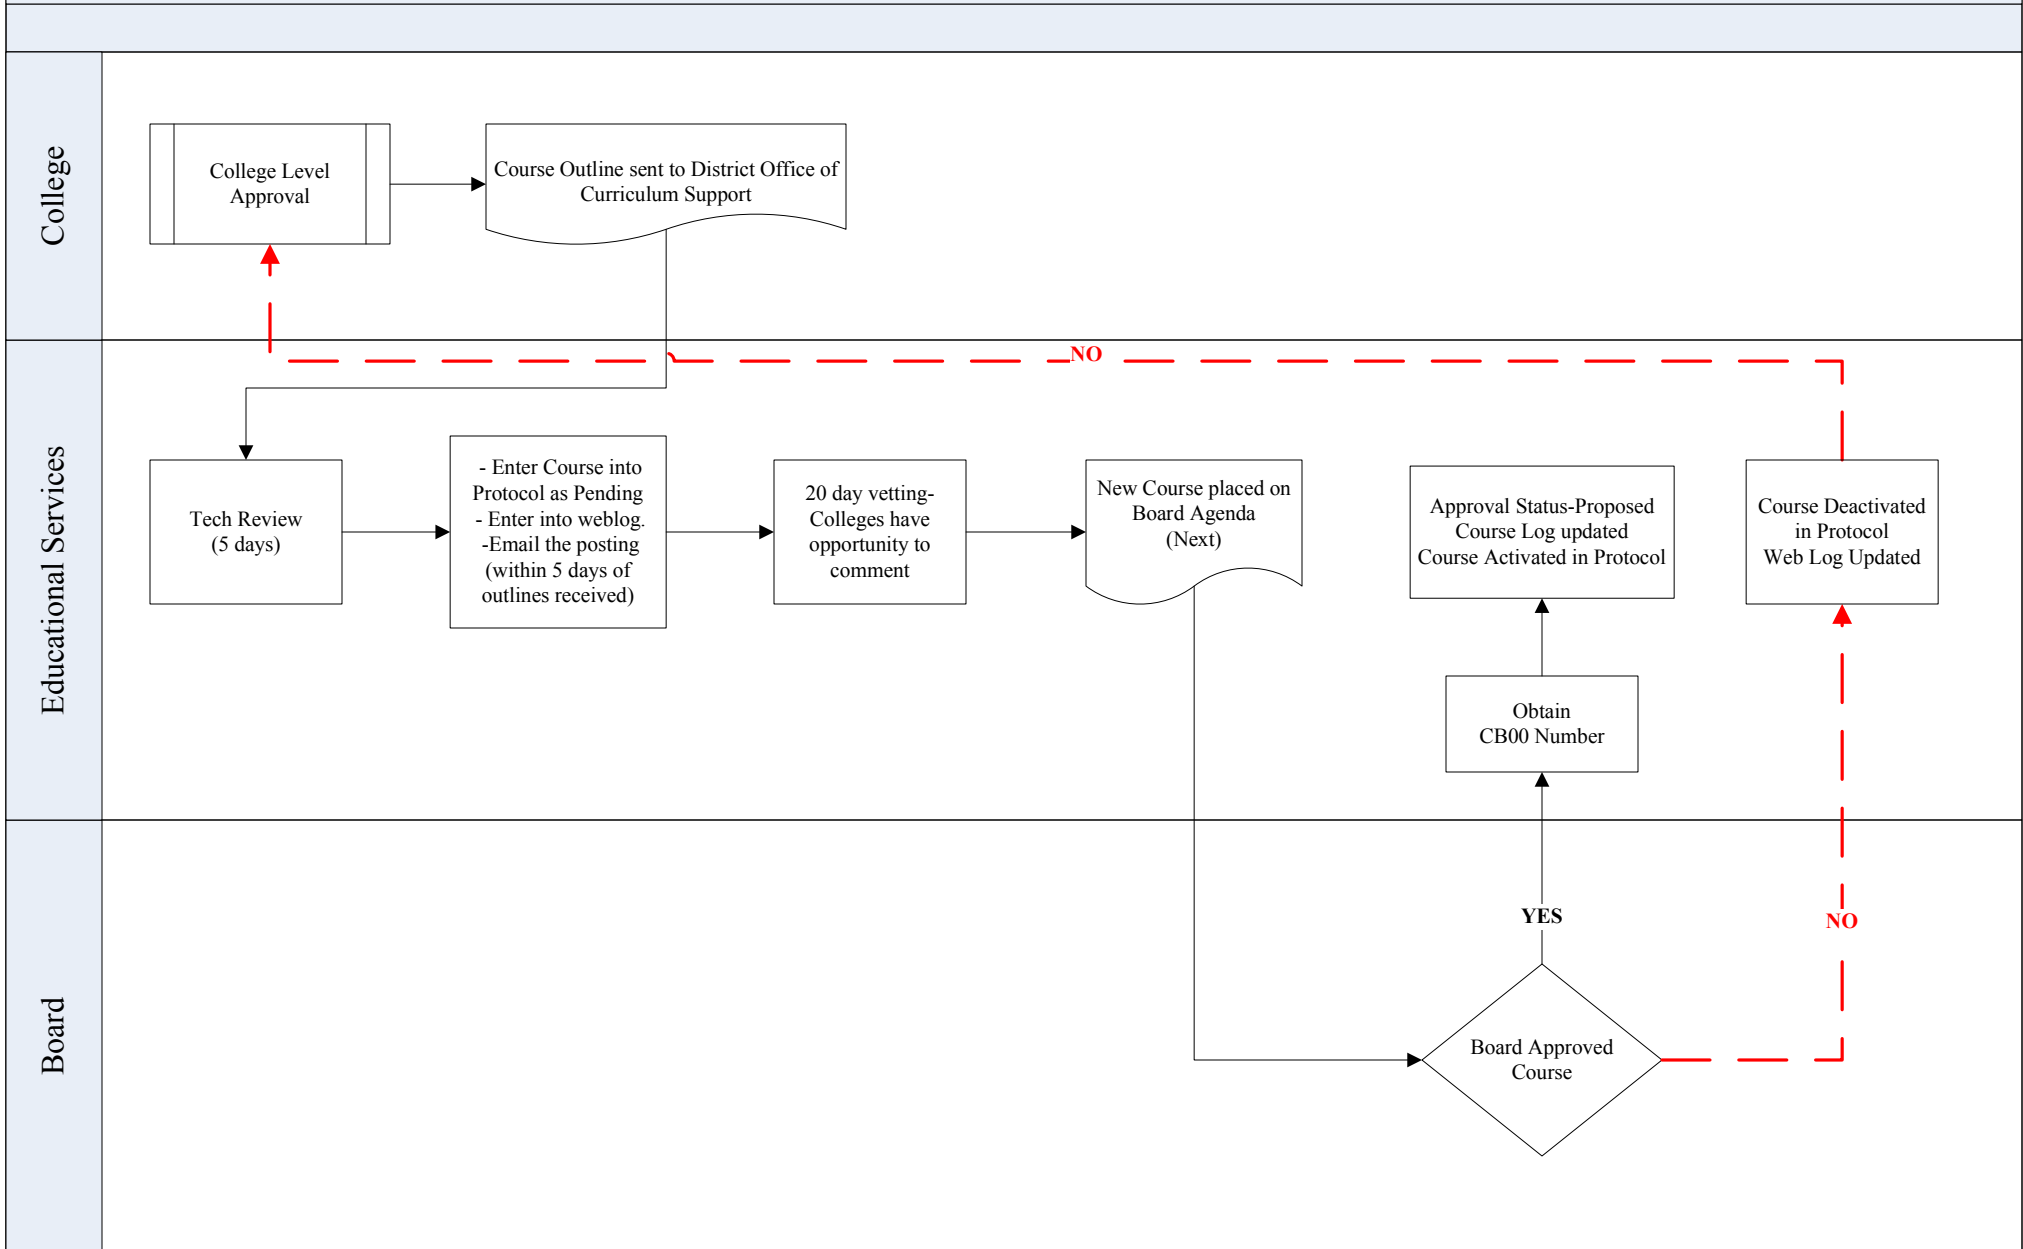 College
College Level
Approval
Course Outline sent to District Office of
Curriculum Support
NO
Educational Services
Tech Review
(5 days)
- Enter Course into
Protocol as Pending
- Enter into weblog.
-Email the posting
(within 5 days of
outlines received)
20 day vetting-
Colleges have
opportunity to
comment
New Course placed on
Board Agenda
(Next)
Approval Status-Proposed
Course Log updated
Course Activated in Protocol
Course Deactivated
in Protocol
Web Log Updated
Obtain
CB00 Number
Board
YES
NO
Board Approved
Course